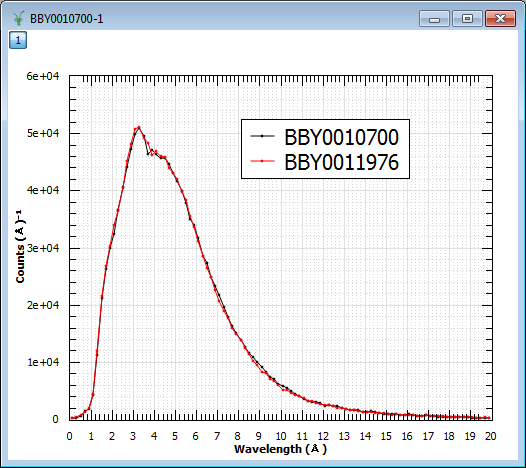 BBY0010700-1
1
6e+04
5e+04
4e+04
3e+04
2e+04
1e+04
0
Counts ( Å )⁻¹
BBY0010700
BBY0011976
0 1 2 3 4 5 6 7 8 9 10 11 12 13 14 15 16 17 18 19 20
Wavelength ( Å )